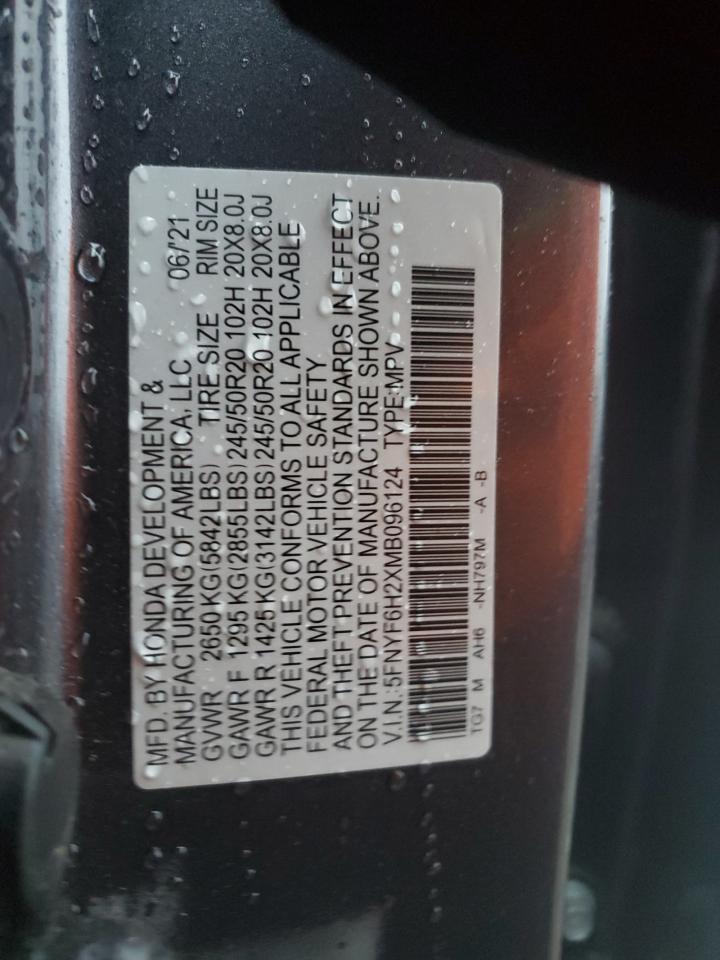 MFD. BY HONDA DEVELOPMENT &
MANUFACTURING OF AMERICA, LLC 06/'21
GVWR 2650 KG(5842LBS) TIRE SIZE RIM SIZE
GAWR F 1295 KG(2855LBS) 245/50R20 102H 20X8.0J
GAWR R 1425 KG(3142LBS) 245/50R20 102H 20X8.0J
THIS VEHICLE CONFORMS TO ALL APPLICABLE
FEDERAL MOTOR VEHICLE SAFETY
AND THEFT PREVENTION STANDARDS IN EFFECT
ON THE DATE OF MANUFACTURE SHOWN ABOVE.
V.I.N.:5FNYF6H2XMB096124 TYPE:MPV
TG7 M AH6 -NH797M -A -B